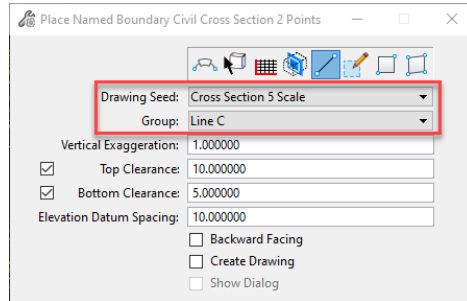 Place Named Boundary Civil Cross Section 2 Points
Drawing Seed: Cross Section 5 Scale
Group: Line C
Vertical Exaggeration: 1.000000
Top Clearance: 10.000000
Bottom Clearance: 5.000000
Elevation Datum Spacing: 10.000000
Backward Facing
Create Drawing
Show Dialog